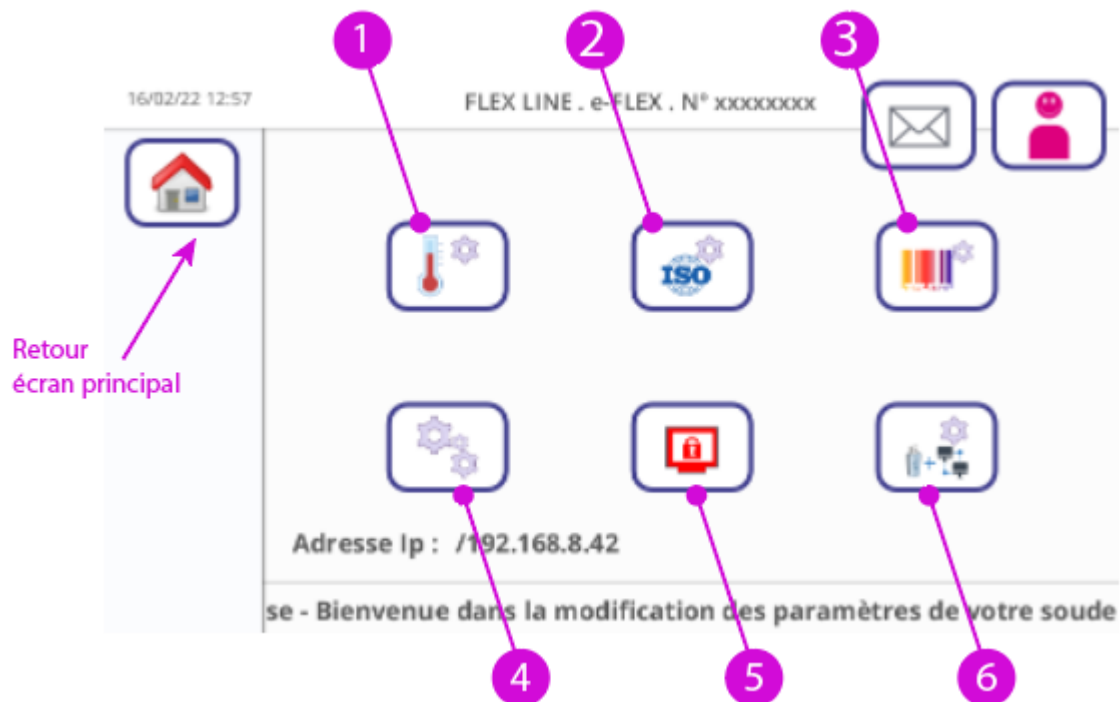 1 2 3
16/02/22 12:57 FLEX LINE . e-FLEX . N° xxxxxxxx
ISO
Retour
écran principal
Adresse Ip : /192.168.8.42
se - Bienvenue dans la modification des paramètres de votre soude
4 5 6